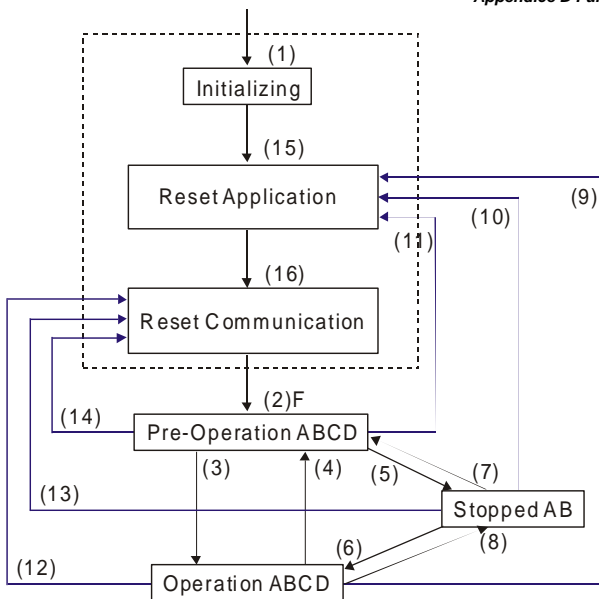 (1)
Initializing
(15)
Reset Application
(9)
(10)
(11)
(16)
Reset Communication
(2)F
(14)
Pre-Operation ABCD
(3)
(4)
(5)
(7)
(13)
Stopped AB
(6)
(8)
(12)
Operation ABCD